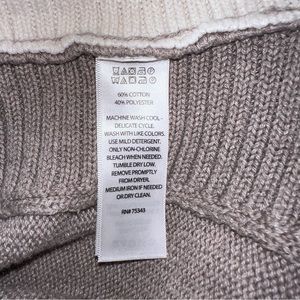 60% COTTON
40% POLYESTER
MACHINE WASH COOL -
DELICATE CYCLE.
WASH WITH LIKE COLORS.
USE MILD DETERGENT,
ONLY NON-CHLORINE
BLEACH WHEN NEEDED.
TUMBLE DRY LOW.
REMOVE PROMPTLY
FROM DRYER.
MEDIUM IRON IF NEEDED
OR DRY CLEAN.
RN# 75343